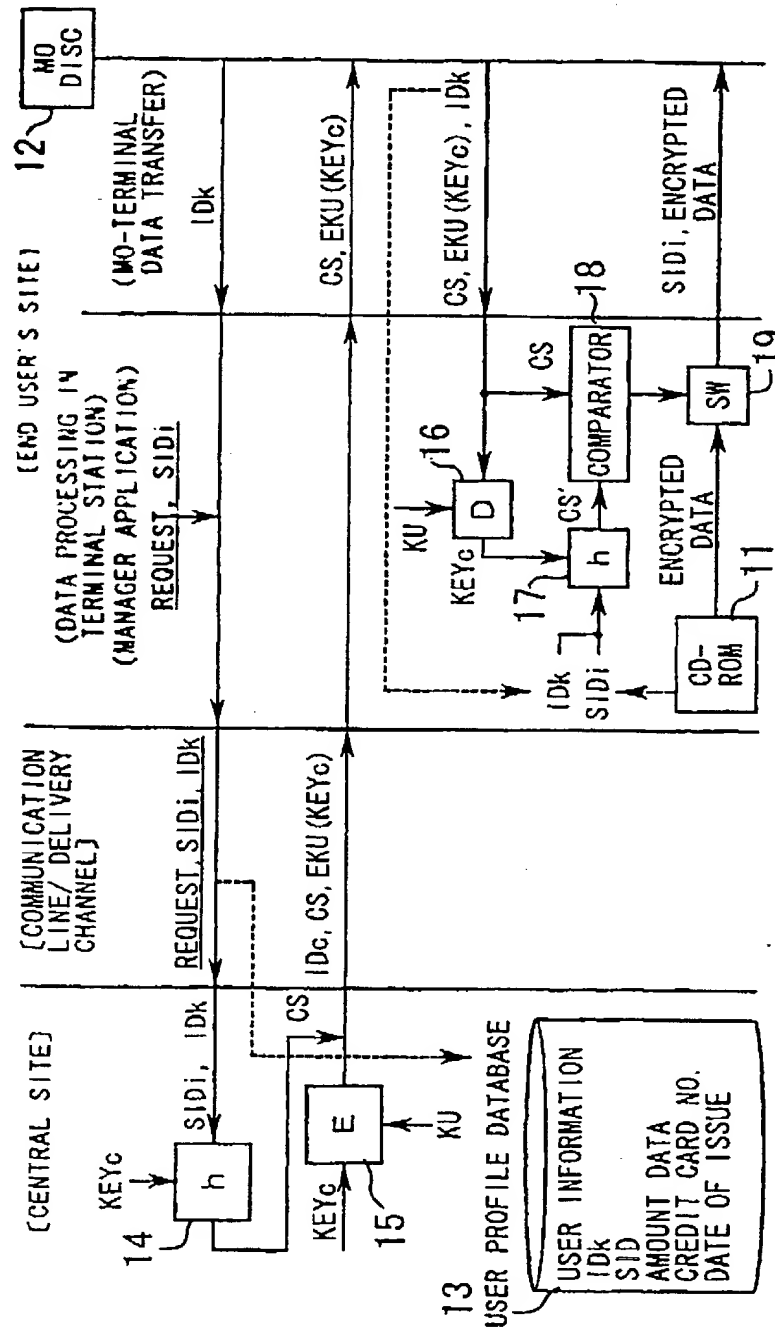 [CENTRAL SITE]
[COMMUNICATION
LINE/ DELIVERY
CHANNEL]
[END USER'S SITE]
(DATA PROCESSING IN
TERMINAL STATION)
(MANAGER APPLICATION)
(MO-TERMINAL
DATA TRANSFER)
12
MO
DISC
IDk
REQUEST, SIDi
REQUEST, SIDi, IDk
SIDi, IDk
KEYc
h
14
CS
KEYc
E
KU
15
IDc, CS, EKU(KEYc)
CS, EKU(KEYc)
CS, EKU(KEYc), IDk
16
KU
D
KEYc
CS
17
h
CS'
COMPARATOR
18
IDk
SIDi
CD-
ROM
11
ENCRYPTED
DATA
SW
19
SIDi, ENCRYPTED
DATA
13
USER PROFILE DATABASE
USER INFORMATION
IDk
SID
AMOUNT DATA
CREDIT CARD NO.
DATE OF ISSUE